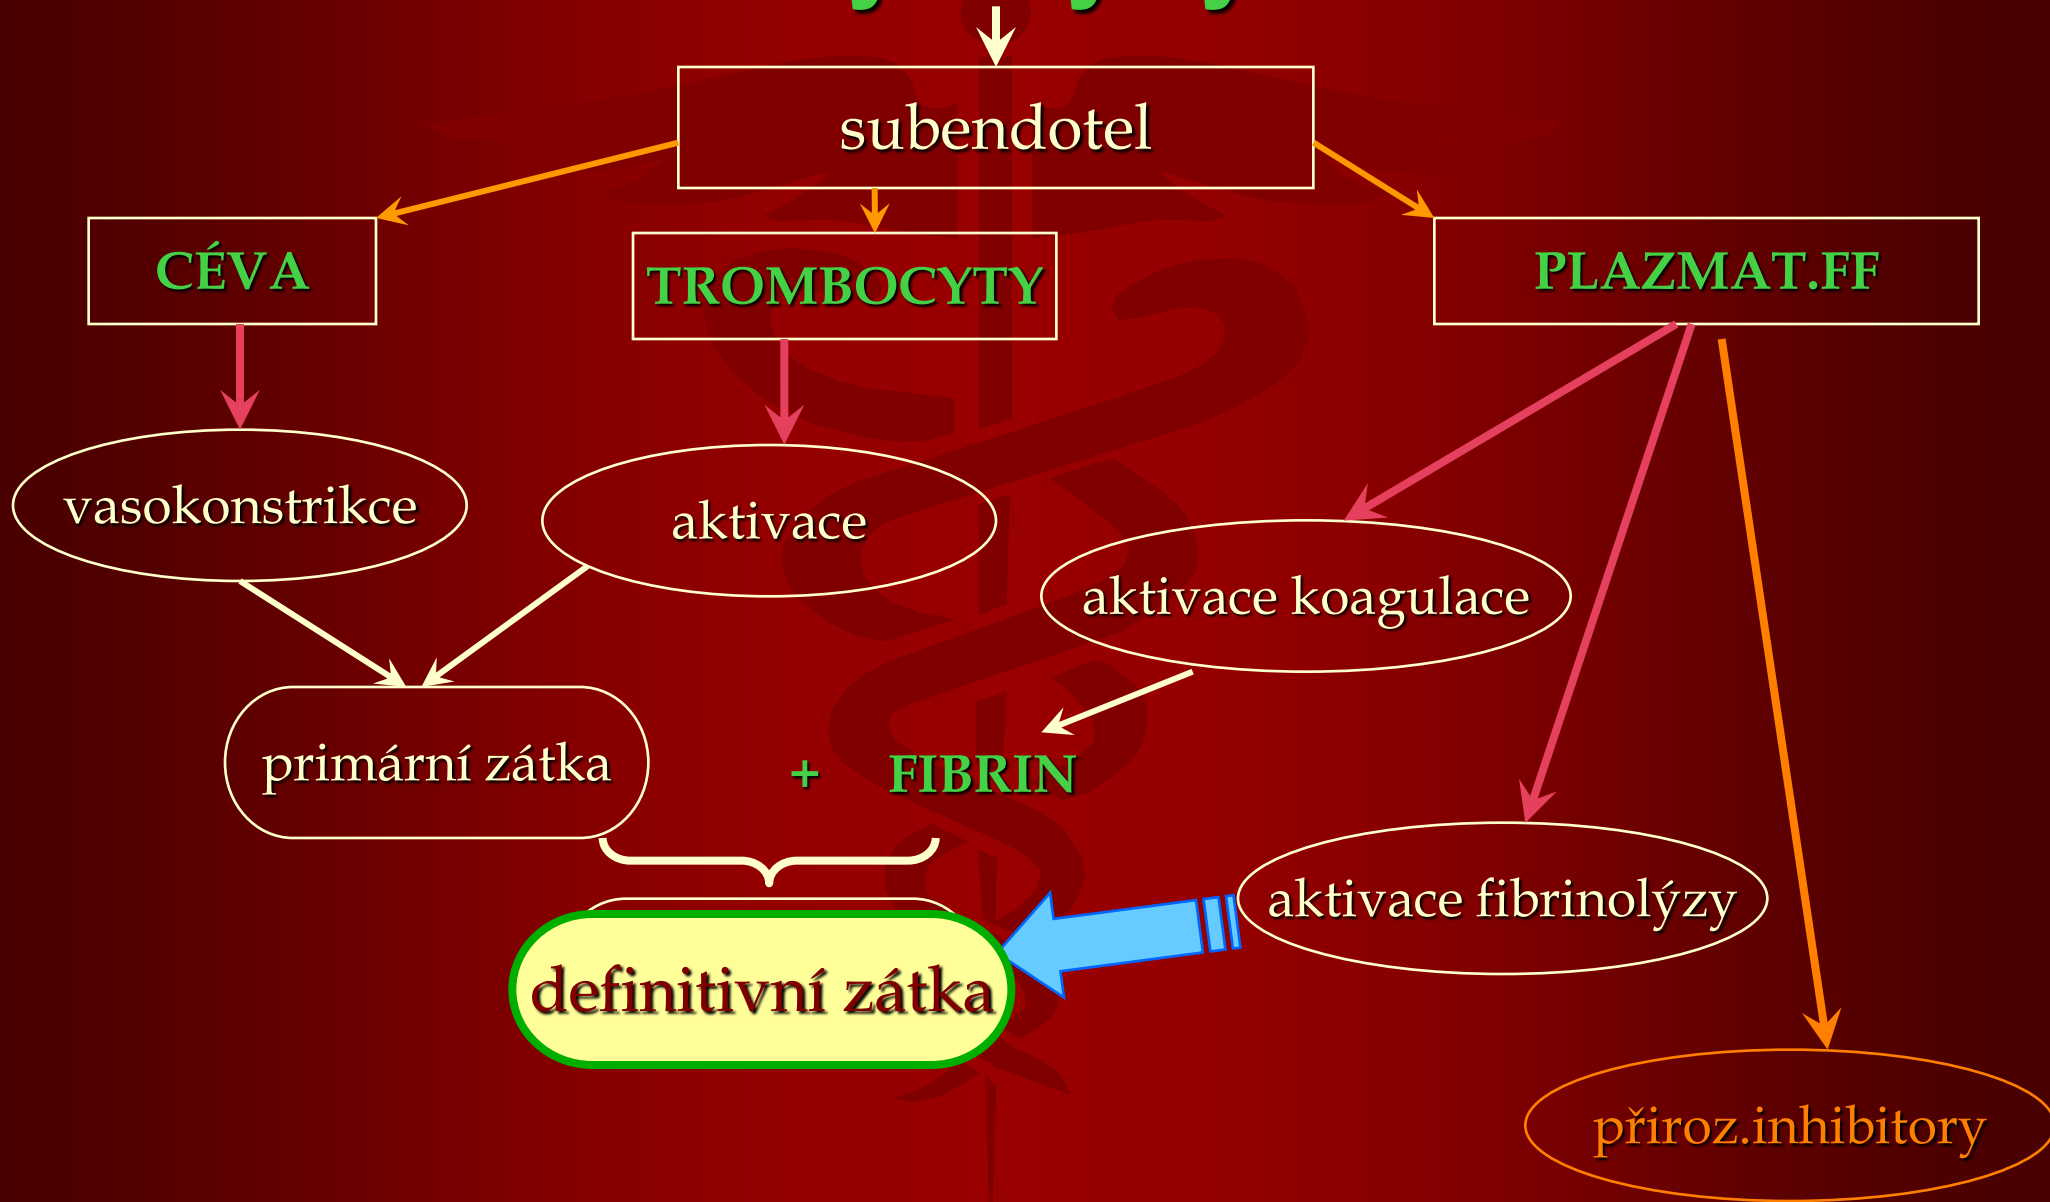 subendotel
CÉVA
TROMBOCYTY
PLAZMAT.FF
vasokonstrikce
aktivace
aktivace koagulace
primární zátka
+ FIBRIN
aktivace fibrinolýzy
definitivní zátka
přiroz.inhibitory